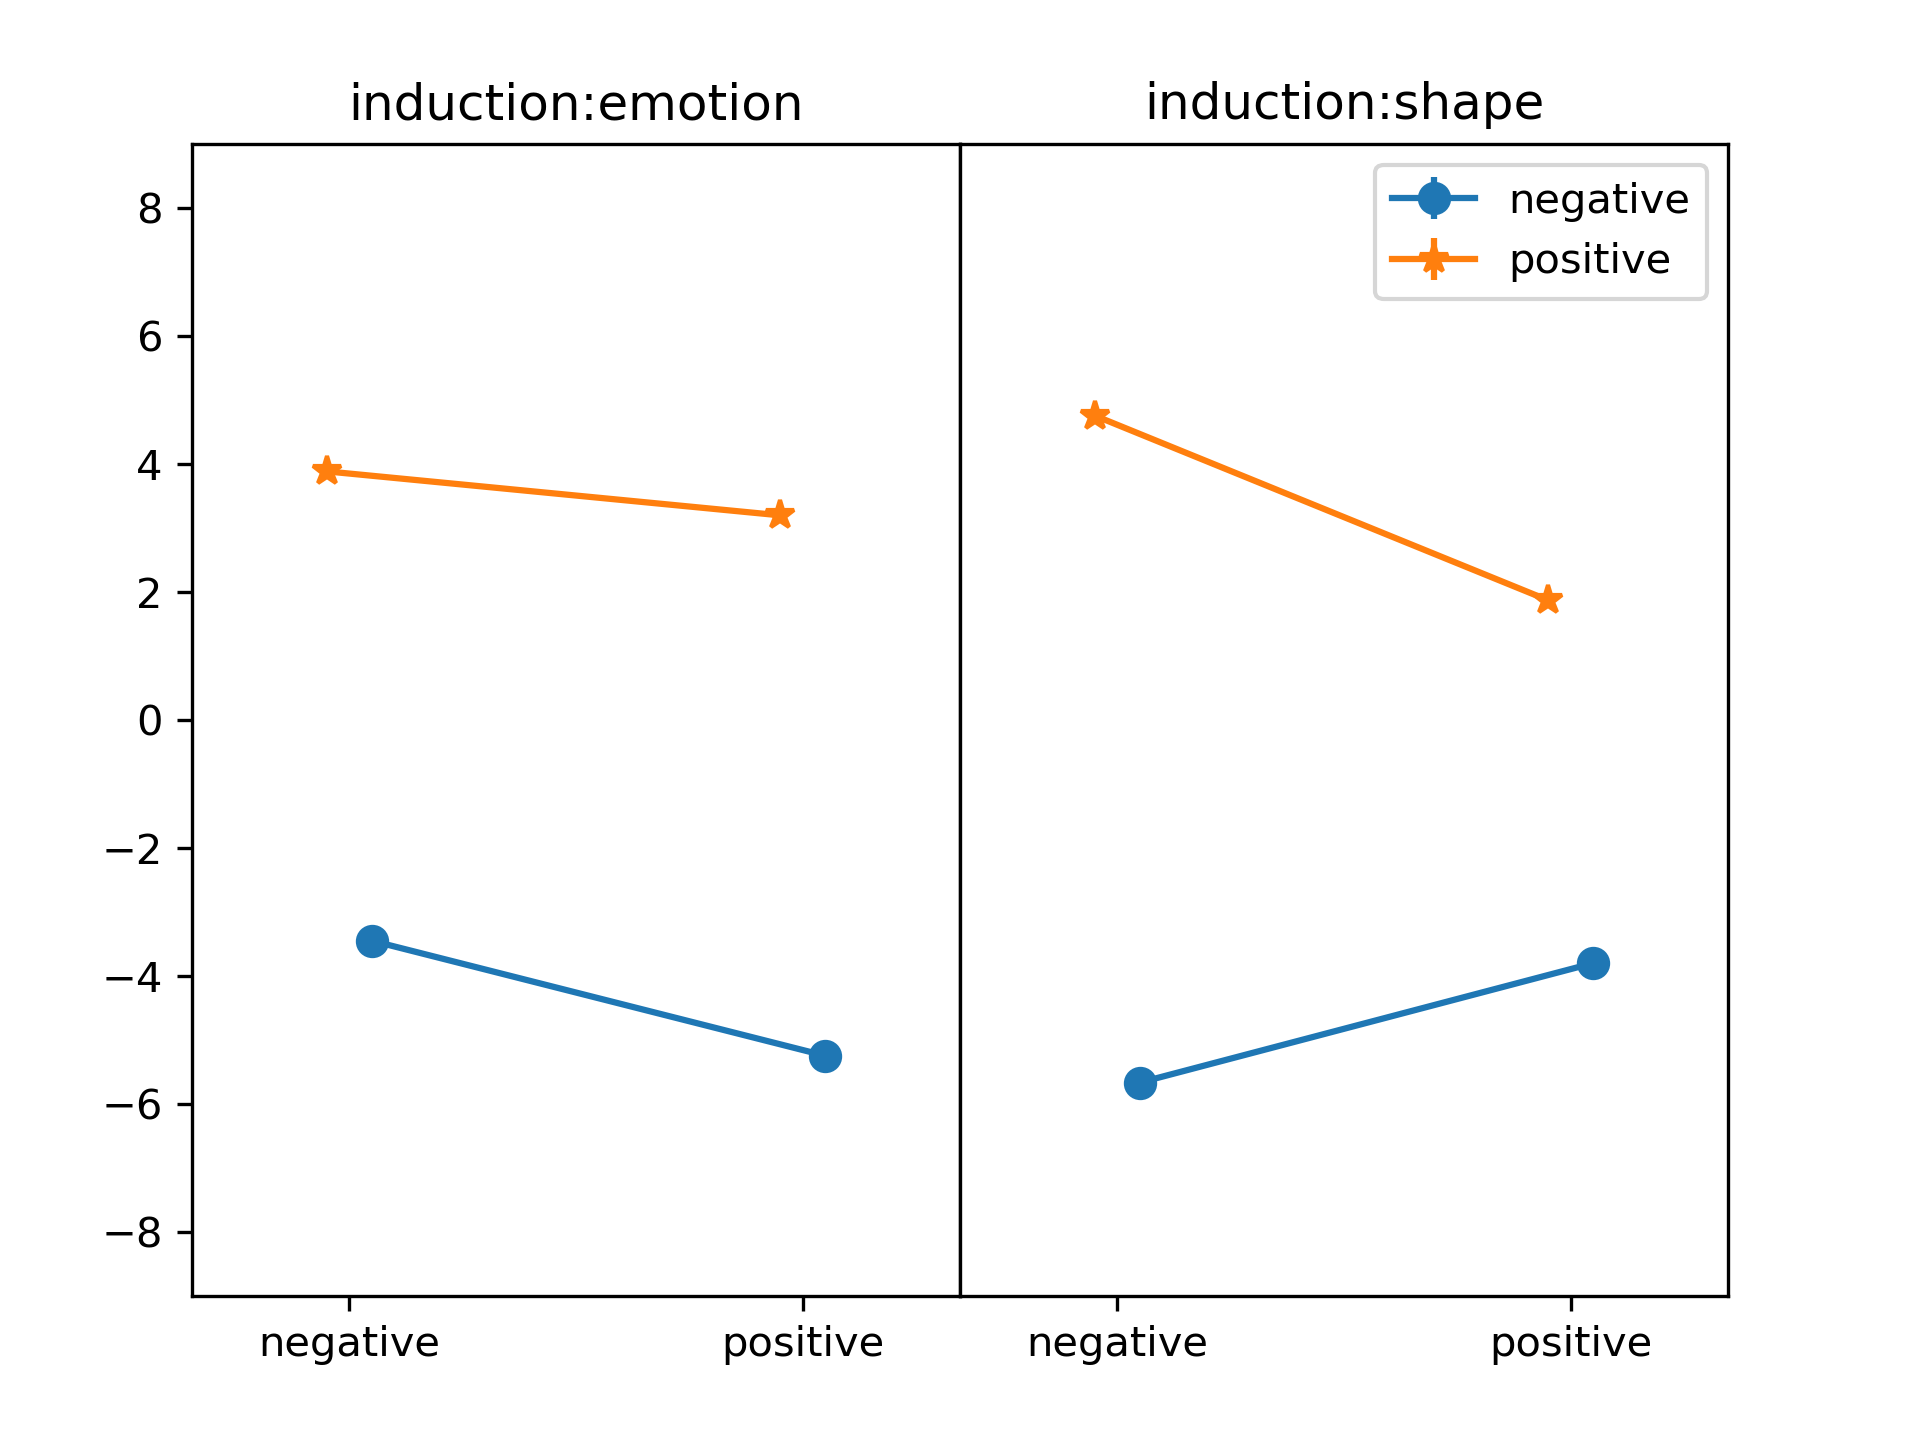 induction:emotion
induction:shape
negative
positive
8
6
4
2
0
−2
−4
−6
−8
negative
positive
negative
positive